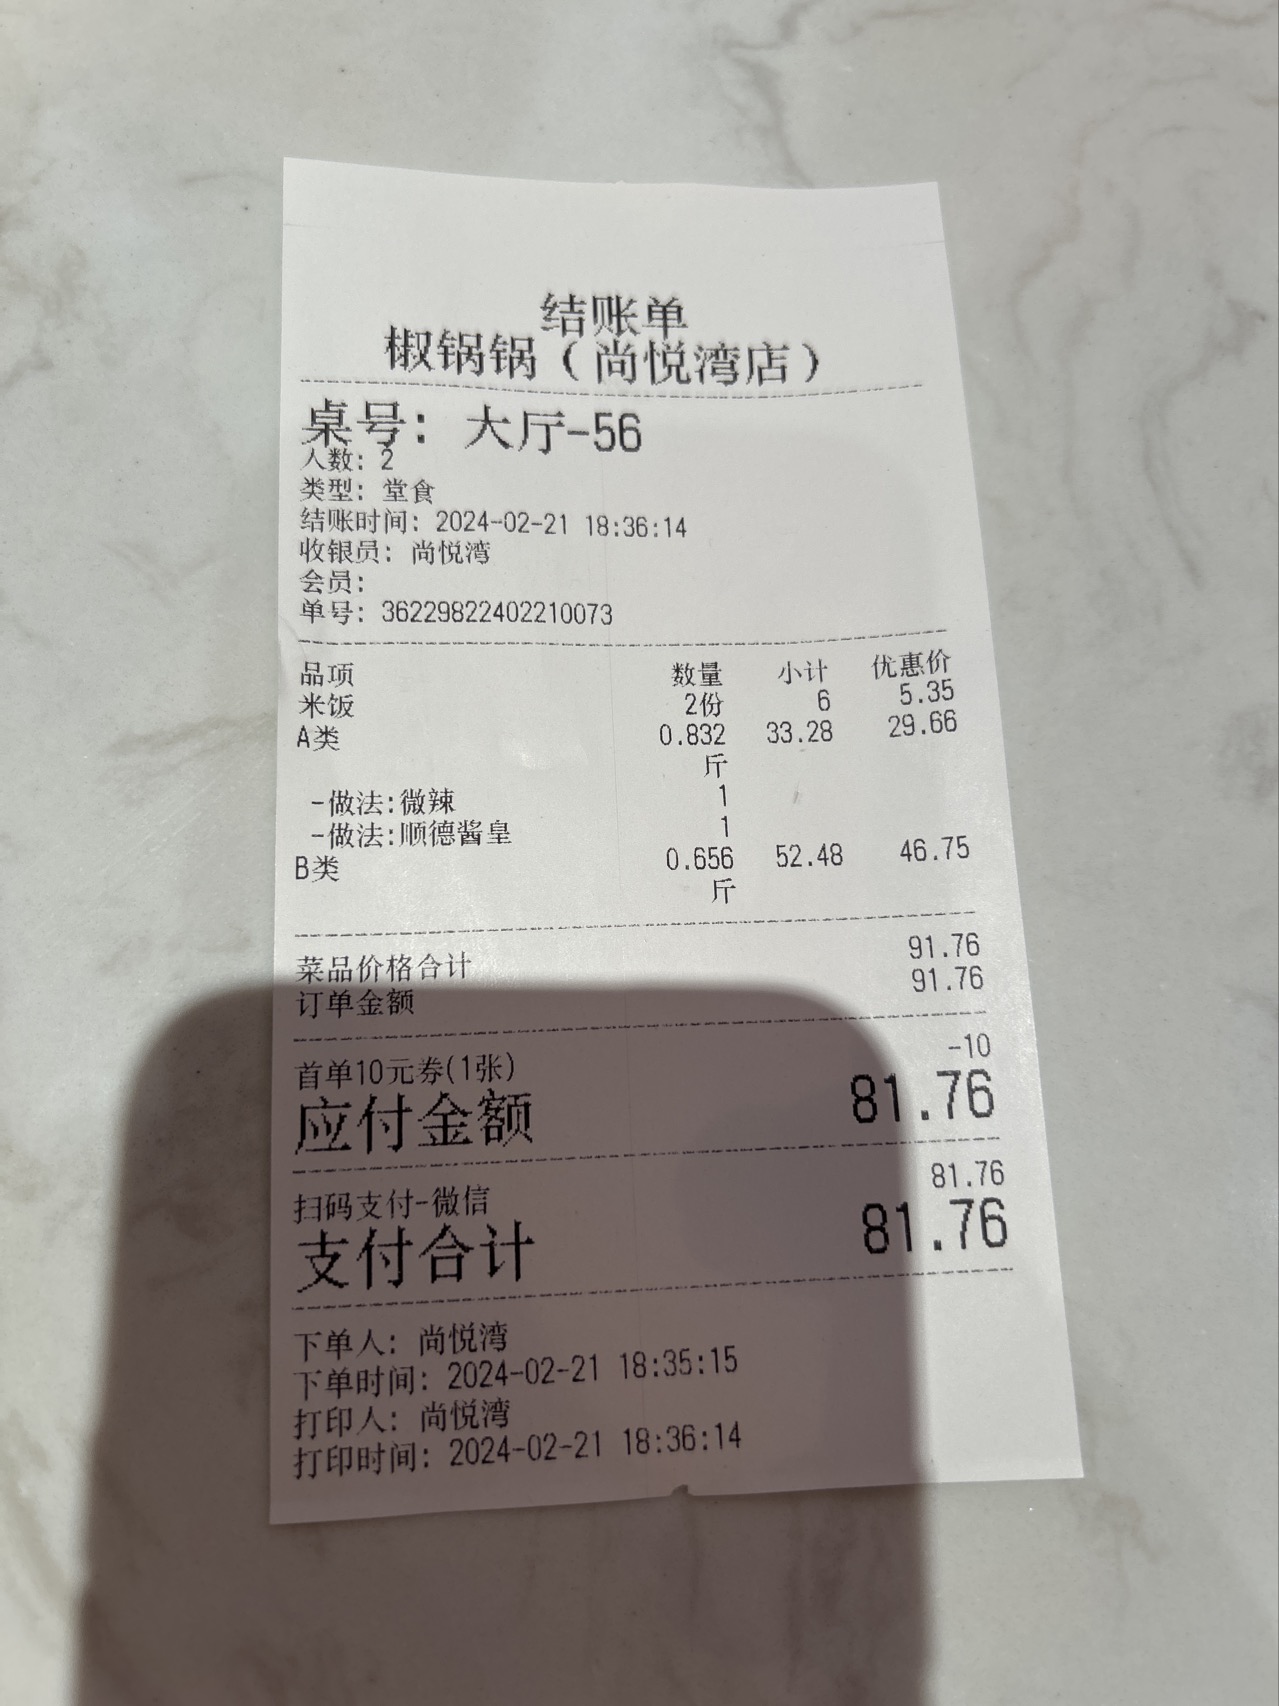 结账单
椒锅锅（尚悦湾店）
桌号：大厅-56
人数：2
类型：堂食
结账时间：2024-02-21 18:36:14
收银员：尚悦湾
会员：
单号：36229822402210073
品项 数量 小计 优惠价
米饭 2份 6 5.35
A类 0.832 33.28 29.66
斤
-做法:微辣 1
-做法:顺德酱皇 1
B类 0.656 52.48 46.75
斤
菜品价格合计 91.76
订单金额 91.76
首单10元券(1张) -10
应付金额 81.76
扫码支付-微信 81.76
支付合计 81.76
下单人：尚悦湾
下单时间：2024-02-21 18:35:15
打印人：尚悦湾
打印时间：2024-02-21 18:36:14